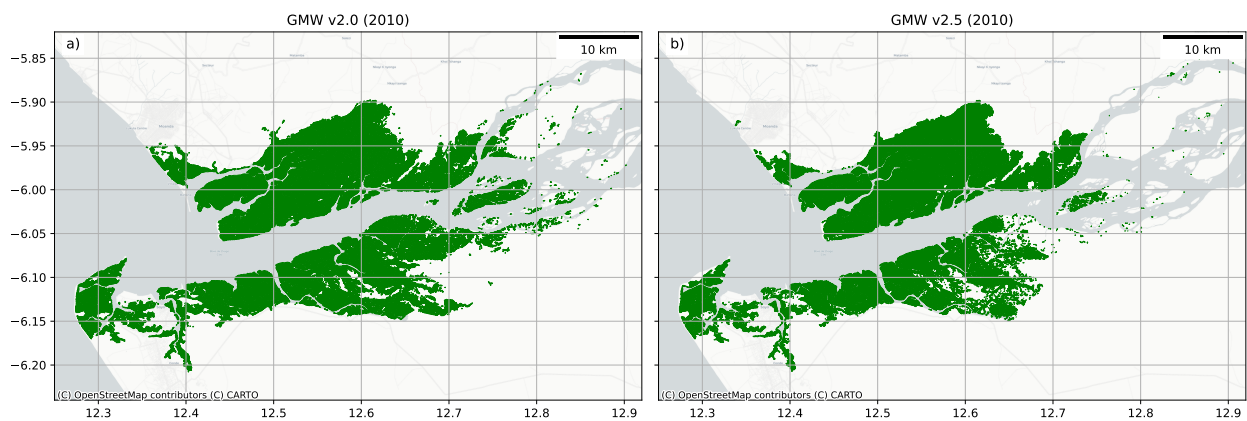 GMW v2.0 (2010)
GMW v2.5 (2010)
a)
10 km
b)
10 km
−5.85
−5.90
−5.95
−6.00
−6.05
−6.10
−6.15
−6.20
(C) OpenStreetMap contributors (C) CARTO
(C) OpenStreetMap contributors (C) CARTO
12.3 12.4 12.5 12.6 12.7 12.8 12.9
12.3 12.4 12.5 12.6 12.7 12.8 12.9